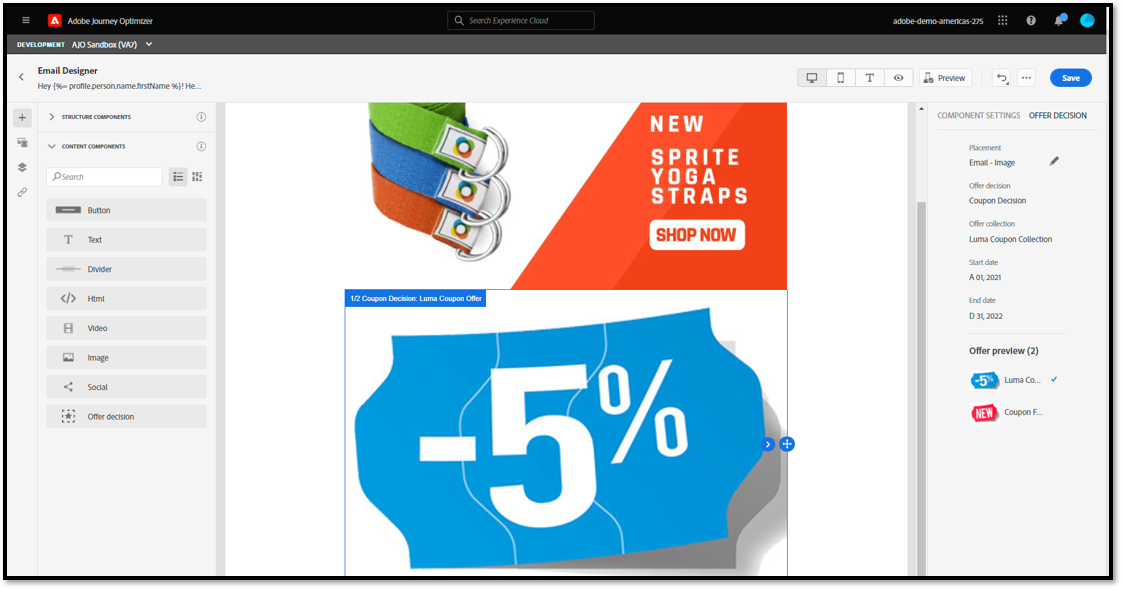 Adobe Journey Optimizer
Search Experience Cloud
adobe-demo-americas-275
DEVELOPMENT AJO Sandbox (VA7)
Email Designer
Hey {%= profile.person.name.firstName %}! He...
Preview
Save
STRUCTURE COMPONENTS
CONTENT COMPONENTS
Search
Button
Text
Divider
Html
Video
Image
Social
Offer decision
NEW
SPRITE
YOGA
STRAPS
SHOP NOW
1/2 Coupon Decision: Luma Coupon Offer
-5%
COMPONENT SETTINGS OFFER DECISION
Placement
Email - Image
Offer decision
Coupon Decision
Offer collection
Luma Coupon Collection
Start date
A 01, 2021
End date
D 31, 2022
Offer preview (2)
-5% Luma Co...
NEW Coupon F...